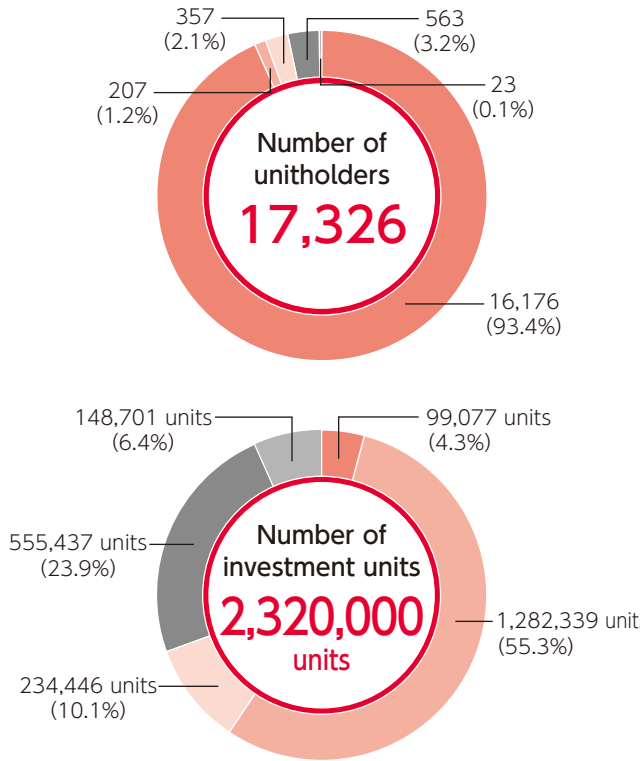 357
(2.1%)
563
(3.2%)
207
(1.2%)
23
(0.1%)
Number of
unitholders
17,326
16,176
(93.4%)
148,701 units
(6.4%)
99,077 units
(4.3%)
555,437 units
(23.9%)
Number of
investment units
2,320,000
units
1,282,339 unit
(55.3%)
234,446 units
(10.1%)